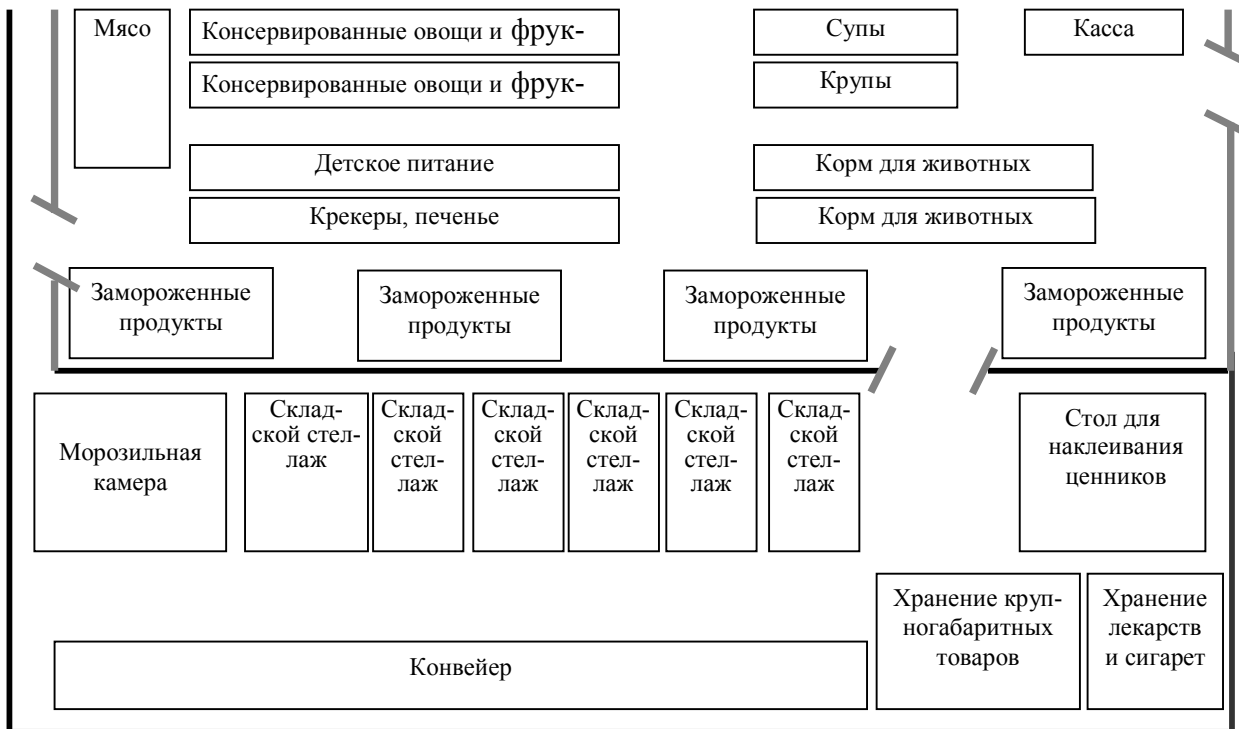 Мясо
Консервированные овощи и фрук-
Супы
Касса
Консервированные овощи и фрук-
Крупы
Детское питание
Корм для животных
Крекеры, печенье
Корм для животных
Замороженные
продукты
Замороженные
продукты
Замороженные
продукты
Замороженные
продукты
Морозильная
камера
Склад-
ской стел-
лаж
Склад-
ской
стел-
лаж
Склад-
ской
стел-
лаж
Склад-
ской
стел-
лаж
Склад-
ской
стел-
лаж
Склад-
ской
стел-
лаж
Стол для
наклеивания
ценников
Хранение круп-
ногабаритных
товаров
Хранение
лекарств
и сигарет
Конвейер